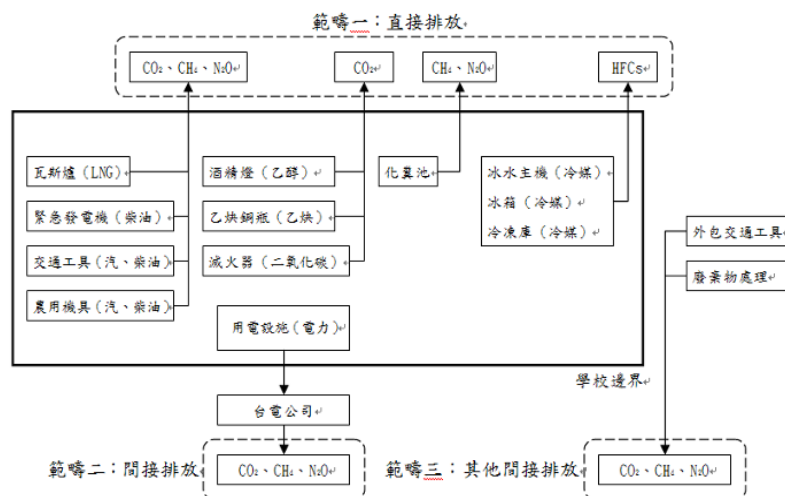 範疇一：直接排放
CO₂、CH₄、N₂O
CO₂
CH₄、N₂O
HFCs
瓦斯爐(LNG)
酒精燈(乙醇)
化糞池
冰水主機(冷媒)
緊急發電機(柴油)
乙炔鋼瓶(乙炔)
冰箱(冷媒)
交通工具(汽、柴油)
滅火器(二氧化碳)
冷凍庫(冷媒)
農用機具(汽、柴油)
外包交通工具
廢棄物處理
用電設施(電力)
學校邊界
台電公司
範疇二：間接排放
CO₂、CH₄、N₂O
範疇三：其他間接排放
CO₂、CH₄、N₂O